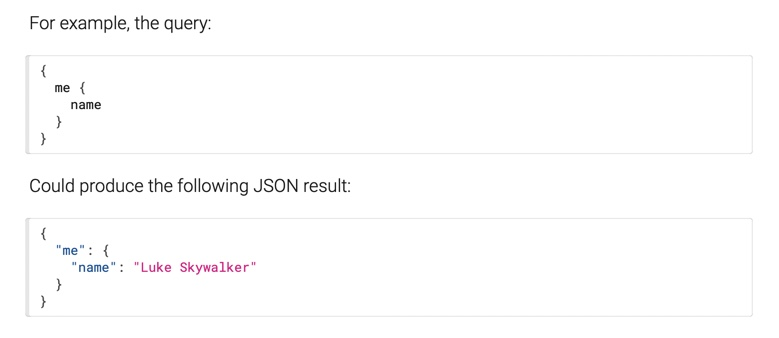 For example, the query:
{
  me {
    name
  }
}
Could produce the following JSON result:
{
  "me": {
    "name": "Luke Skywalker"
  }
}